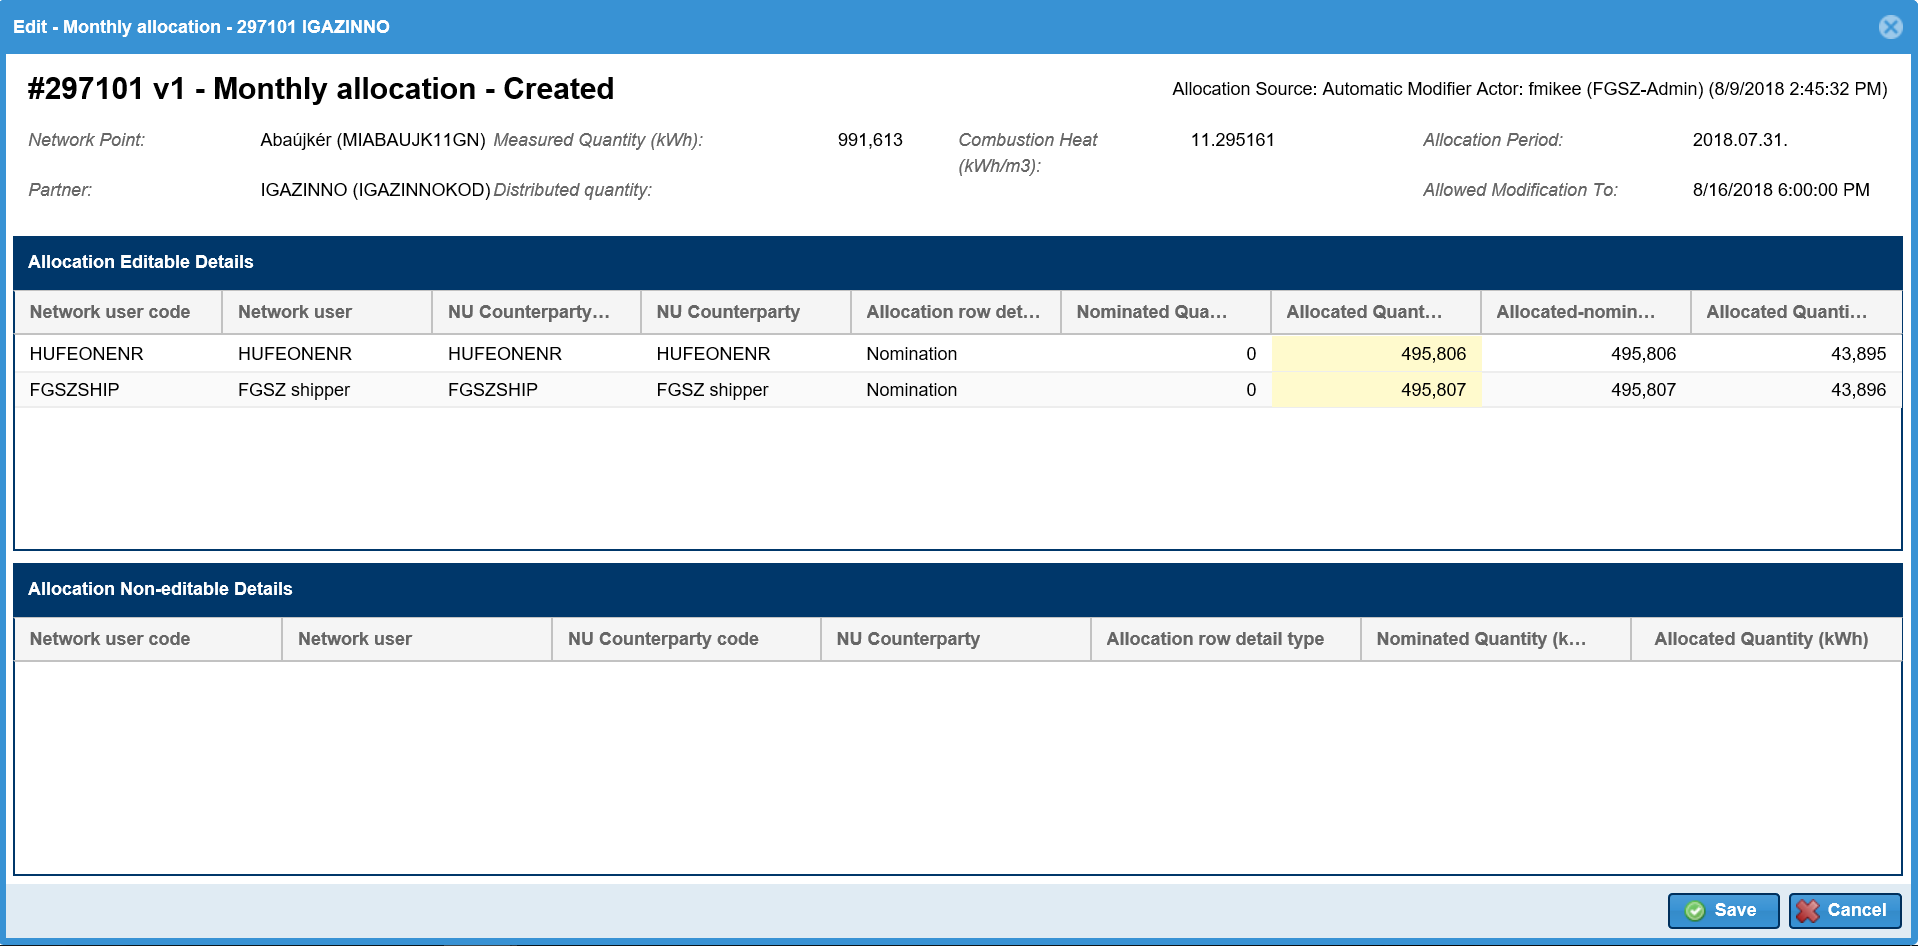 Edit - Monthly allocation - 297101 IGAZINNO
#297101 v1 - Monthly allocation - Created
Allocation Source: Automatic Modifier Actor: fmikee (FGSZ-Admin) (8/9/2018 2:45:32 PM)
Network Point: Abaújkér (MIABAUJK11GN) Measured Quantity (kWh): 991,613 Combustion Heat (kWh/m3): 11.295161 Allocation Period: 2018.07.31.
Partner: IGAZINNO (IGAZINNOKOD) Distributed quantity: Allowed Modification To: 8/16/2018 6:00:00 PM
Allocation Editable Details
Network user code Network user NU Counterparty... NU Counterparty Allocation row det... Nominated Qua... Allocated Quant... Allocated-nomin... Allocated Quanti...
HUFEONENR HUFEONENR HUFEONENR HUFEONENR Nomination 0 495,806 495,806 43,895
FGSZSHIP FGSZ shipper FGSZSHIP FGSZ shipper Nomination 0 495,807 495,807 43,896
Allocation Non-editable Details
Network user code Network user NU Counterparty code NU Counterparty Allocation row detail type Nominated Quantity (k... Allocated Quantity (kWh)
Save Cancel